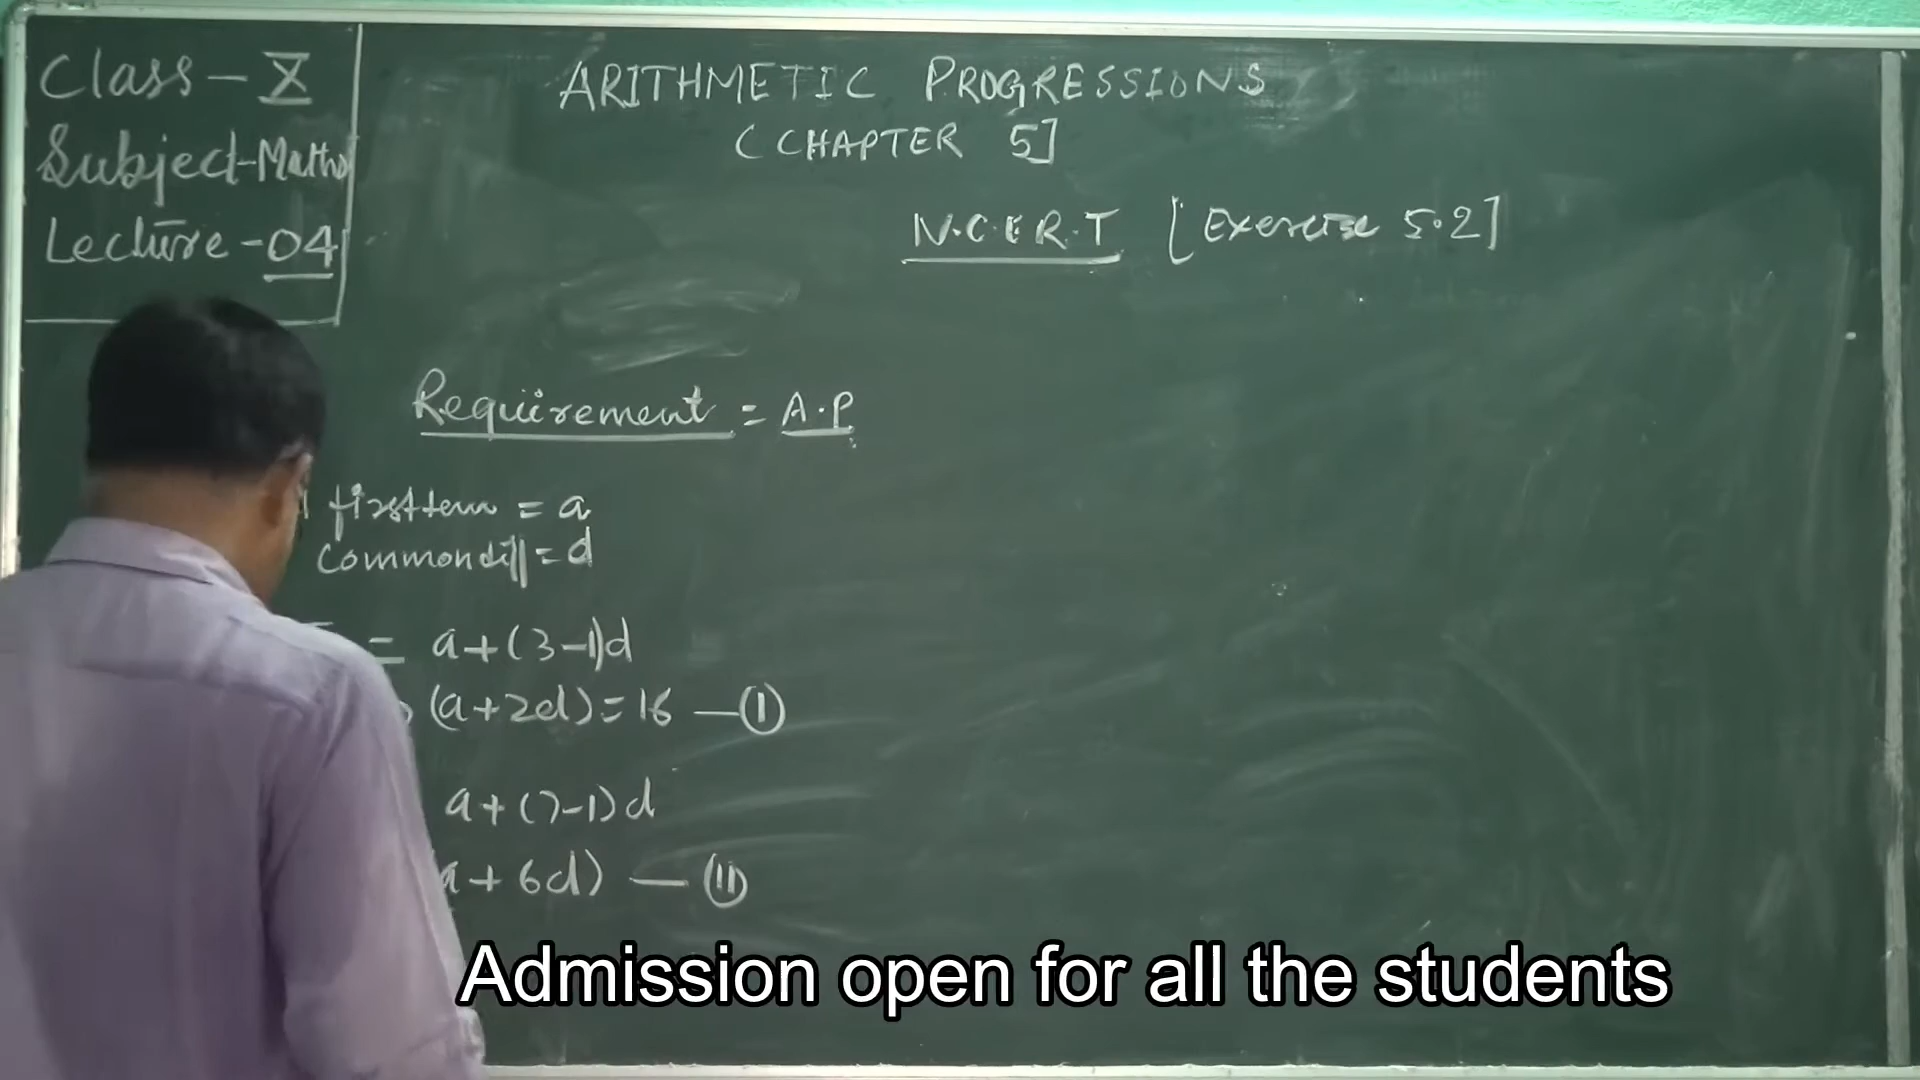 Class - X
Subject - Maths
Lecture - 04
ARITHMETIC PROGRESSIONS
(CHAPTER 5]
N.C.E.R.T [Exercise 5.2]
Requirement = A.P
first term = a
Common diff = d
= a+(3-1)d
(a+2d)=16 —(I)
a+(7-1)d
a+6d) —(II)
Admission open for all the students